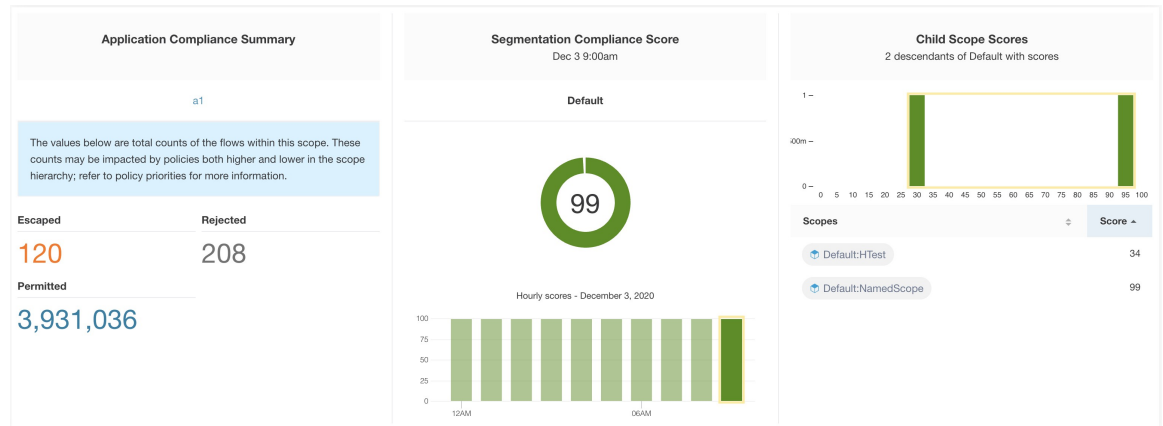 Application Compliance Summary
a1
The values below are total counts of the flows within this scope. These
counts may be impacted by policies both higher and lower in the scope
hierarchy; refer to policy priorities for more information.
Escaped
Rejected
120
208
Permitted
3,931,036
Segmentation Compliance Score
Dec 3 9:00am
Default
99
Hourly scores - December 3, 2020
100
75
50
25
0
12AM
06AM
Child Scope Scores
2 descendants of Default with scores
1
500m
0
0 5 10 15 20 25 30 35 40 45 50 55 60 65 70 75 80 85 90 95 100
Scopes Score
Default:HTest 34
Default:NamedScope 99